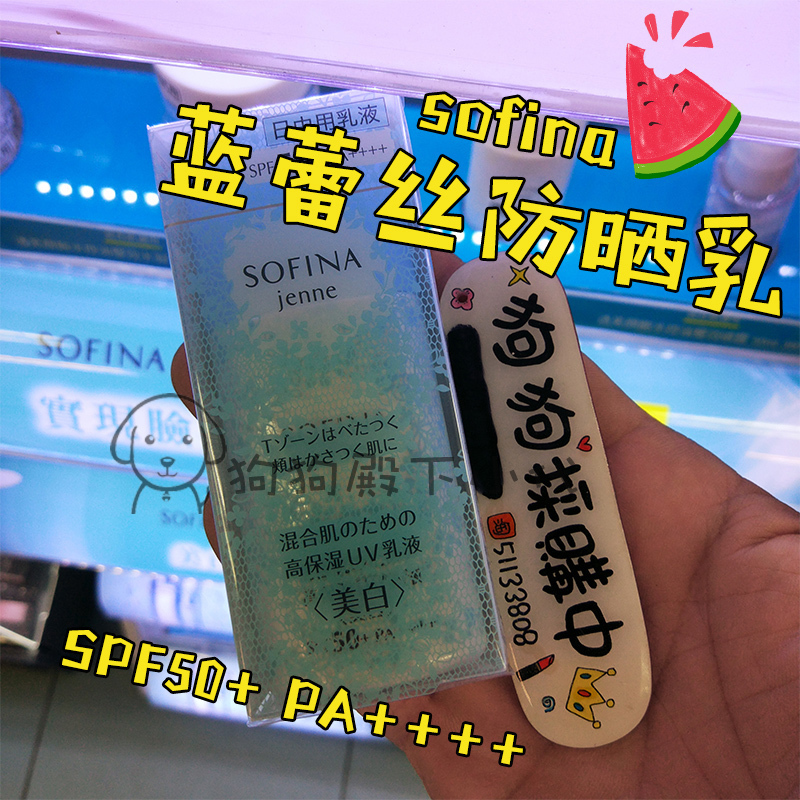 sofina
蓝蕾丝防晒乳
日中用乳液
SOFINA
jenne
Tゾーンはべたつく
頬はかさつく肌に
混合肌のための
高保湿UV乳液
〈美白〉
50+ PA
狗狗採購中
51133808
SOFINA
狗狗殿下
SPF50+ PA++++